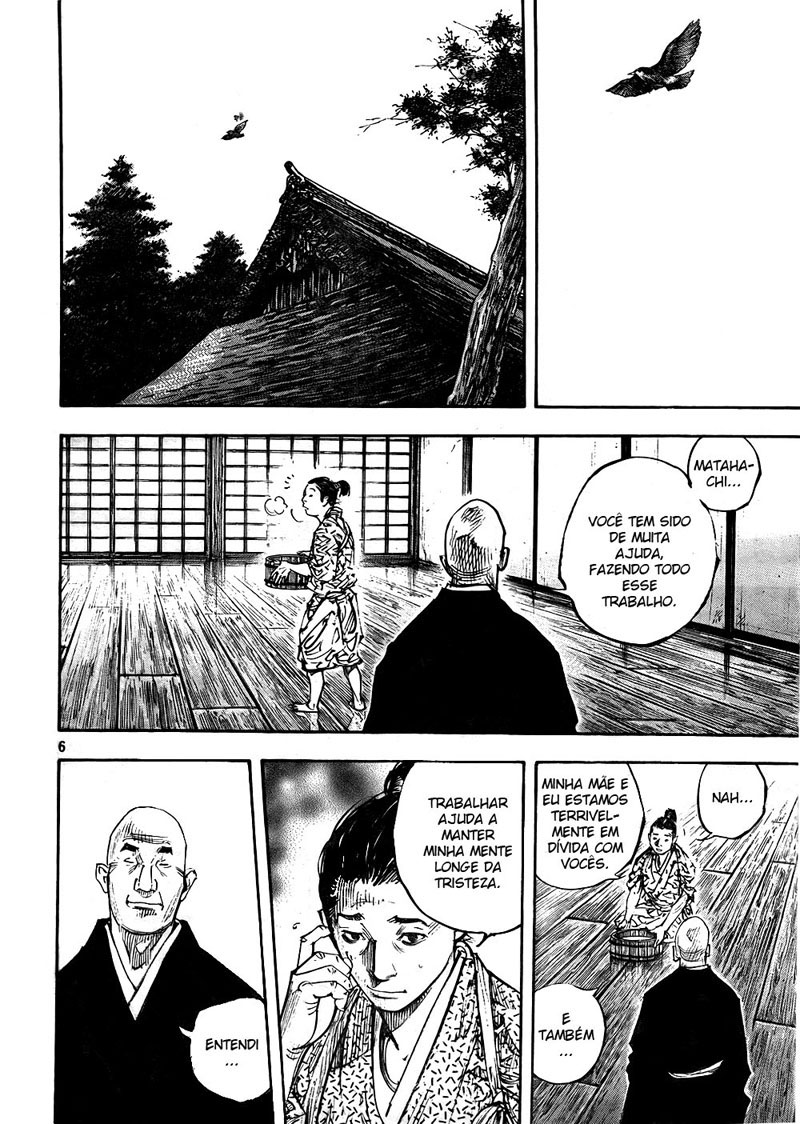 MATAHA-
CHI...
VOCÊ TEM SIDO
DE MUITA
AJUDA,
FAZENDO TODO
ESSE
TRABALHO.
6
NAH...
MINHA MÃE E
EU ESTAMOS
TERRIVEL-
MENTE EM
DÍVIDA COM
VOCÊS.
E
TAMBÉM
...
TRABALHAR
AJUDA A
MANTER
MINHA MENTE
LONGE DA
TRISTEZA.
ENTENDI
...